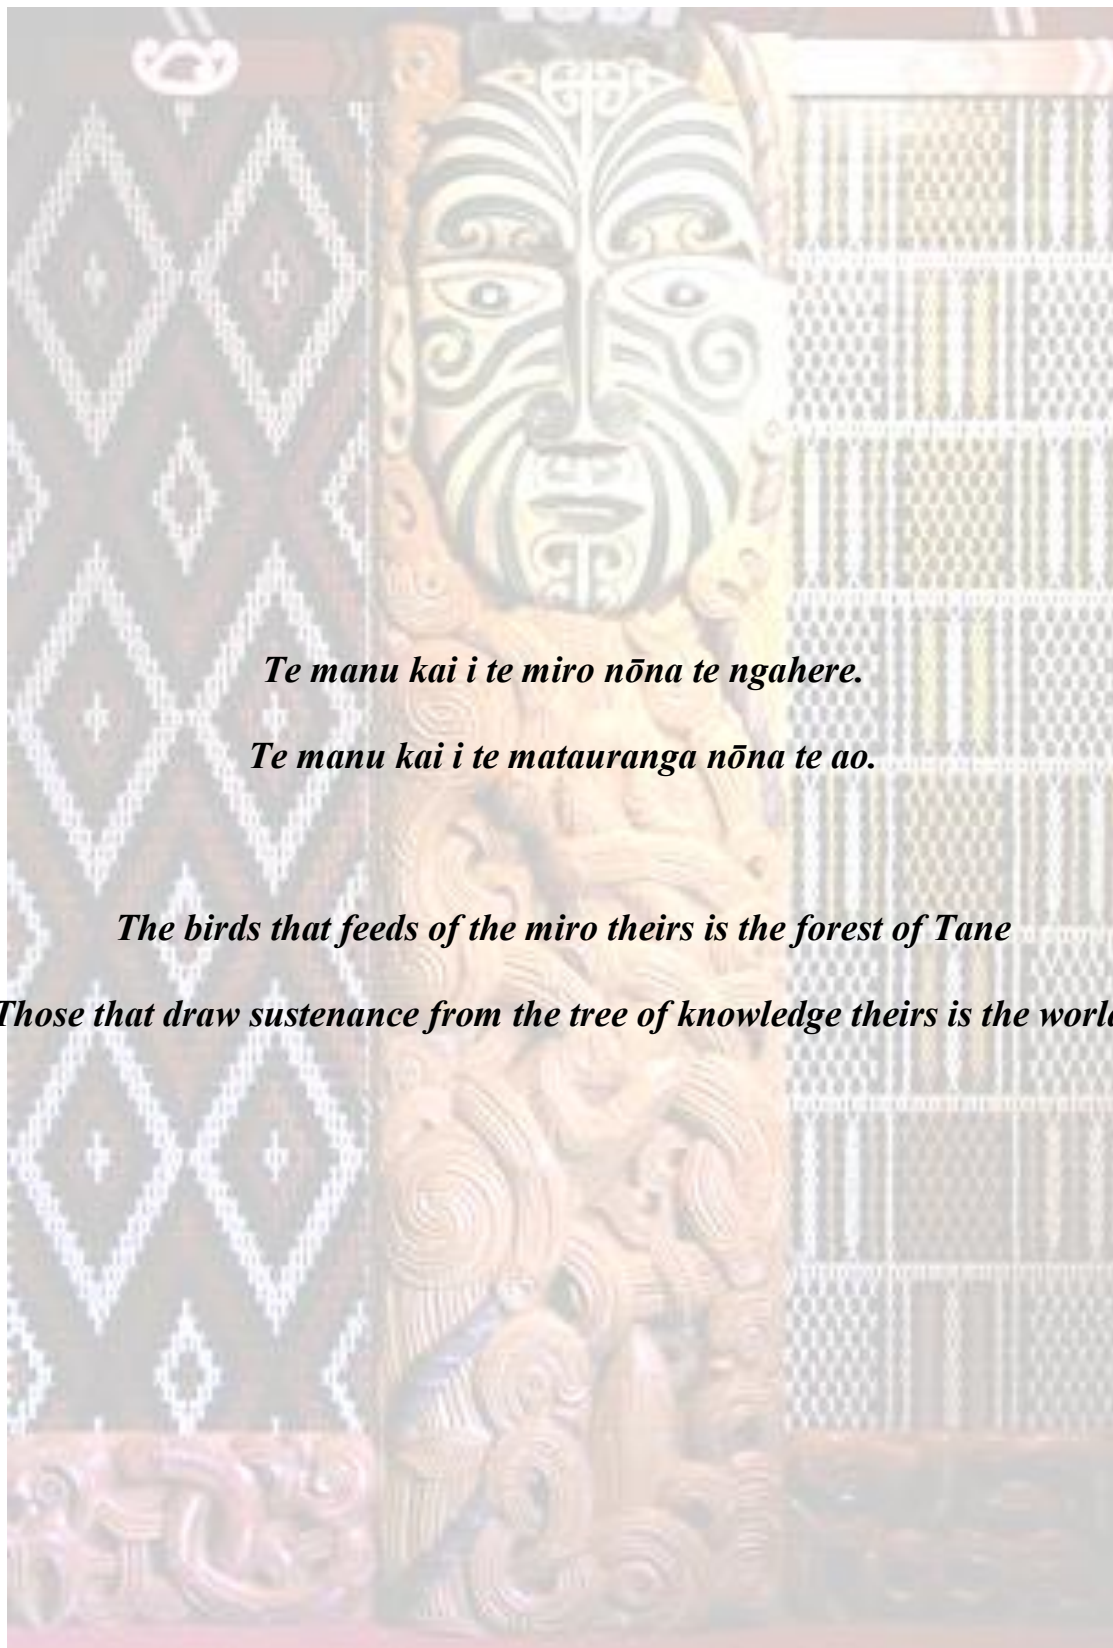 Te manu kai i te miro nōna te ngahere.
Te manu kai i te matauranga nōna te ao.
The birds that feeds of the miro theirs is the forest of Tane
Those that draw sustenance from the tree of knowledge theirs is the world